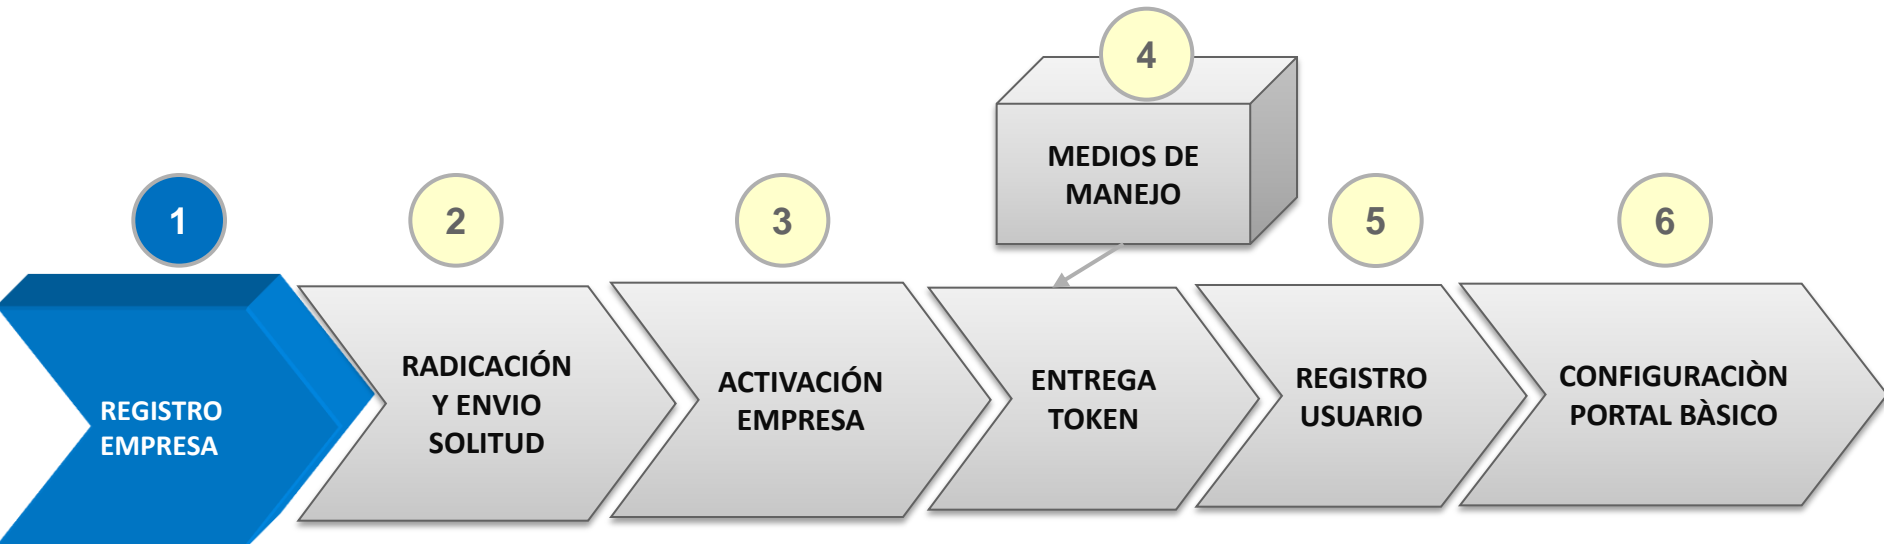 4
MEDIOS DE
MANEJO
1
2
3
5
6
REGISTRO
EMPRESA
RADICACIÓN
Y ENVIO
SOLITUD
ACTIVACIÓN
EMPRESA
ENTREGA
TOKEN
REGISTRO
USUARIO
CONFIGURACIÒN
PORTAL BÀSICO